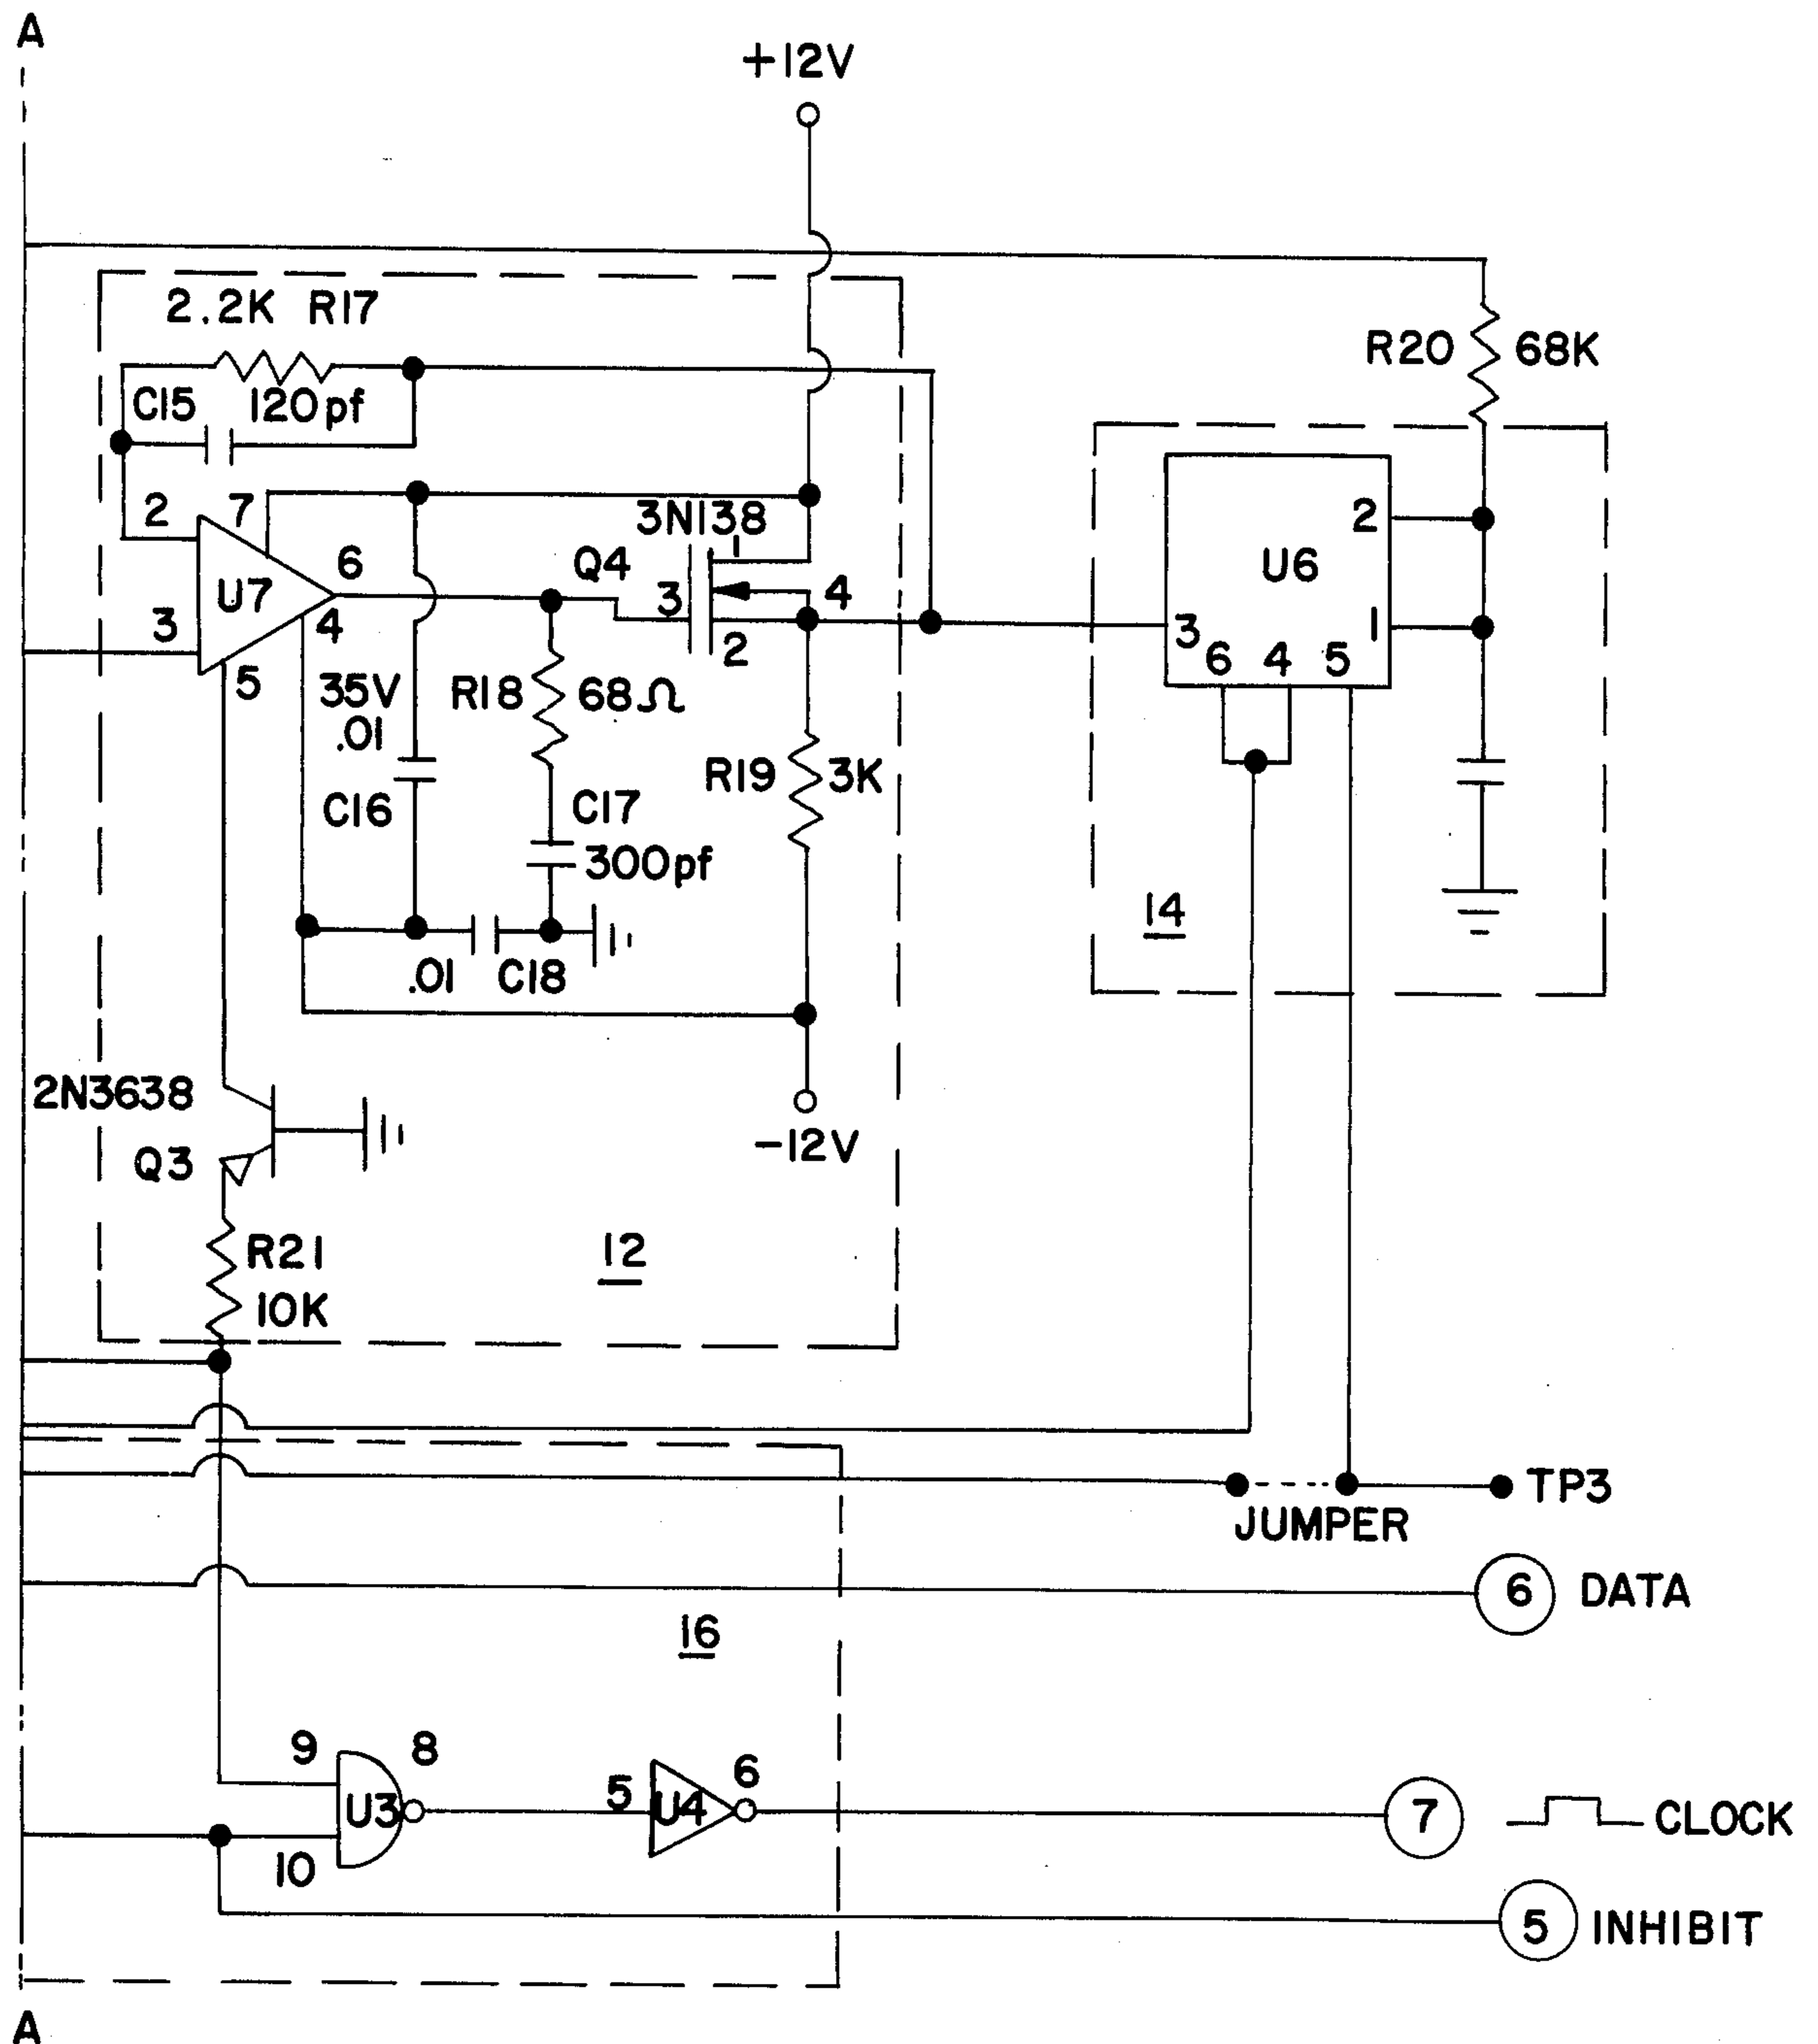 A
+12V
2.2K R17
R20 68K
C15 120pf
2 7
3N138
1
2
6
Q4
U7
U6
3 4
3 4
2
1
3
5
6 4 5
35V
.01
R18 68Ω
R19 3K
C16
C17
300pf
14
.01 C18
2N3638
-12V
Q3
R21
12
10K
TP3
JUMPER
6 DATA
16
9 8
6
5
U3
U4
7
CLOCK
10
5 INHIBIT
A